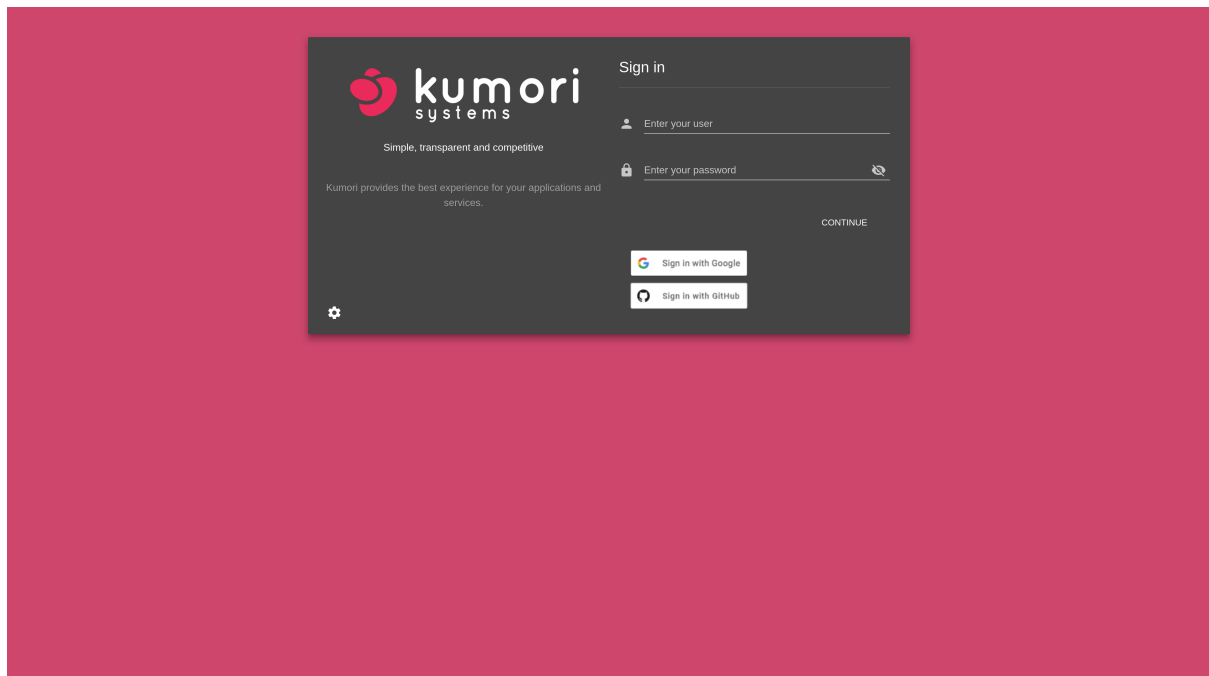 kumori
systems
Simple, transparent and competitive
Kumori provides the best experience for your applications and
services.
Sign in
Enter your user
Enter your password
CONTINUE
Sign in with Google
Sign in with GitHub